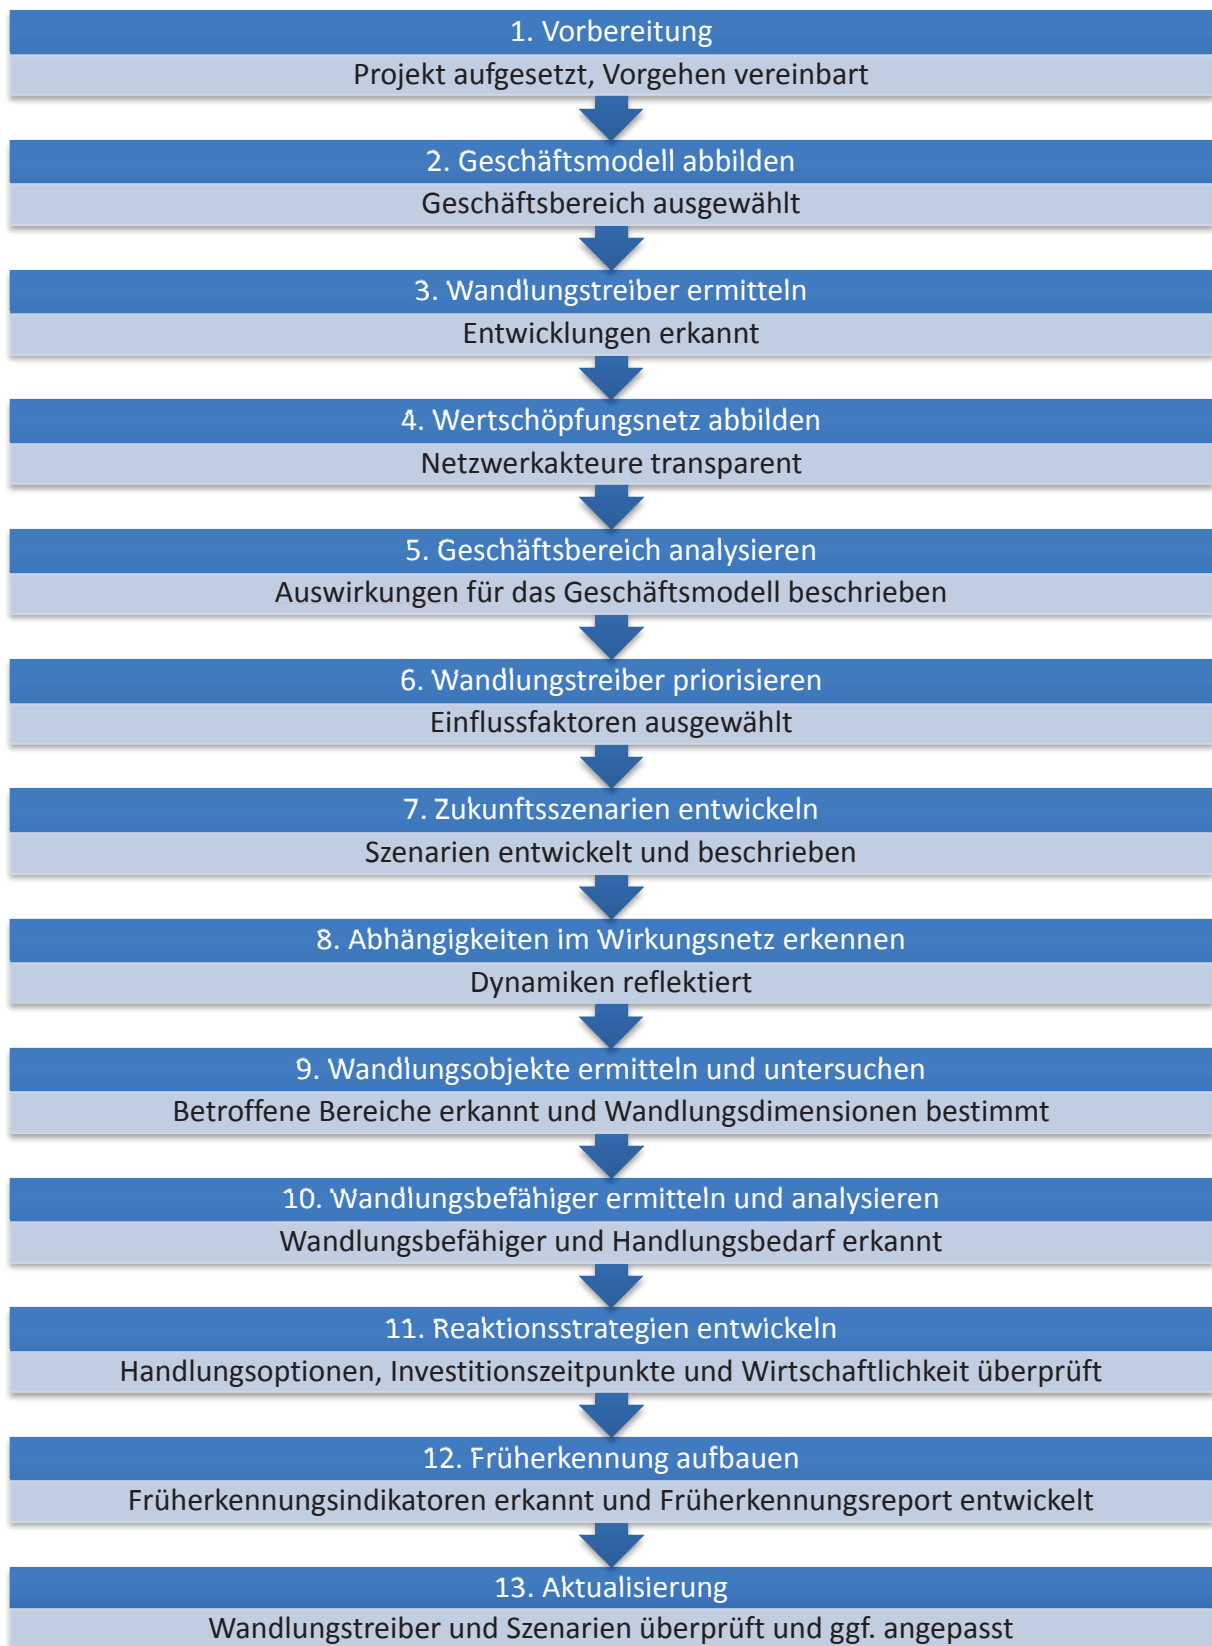 1. Vorbereitung
Projekt aufgesetzt, Vorgehen vereinbart
2. Geschäftsmodell abbilden
Geschäftsbereich ausgewählt
3. Wandlungstreiber ermitteln
Entwicklungen erkannt
4. Wertschöpfungsnetz abbilden
Netzwerkakteure transparent
5. Geschäftsbereich analysieren
Auswirkungen für das Geschäftsmodell beschrieben
6. Wandlungstreiber priorisieren
Einflussfaktoren ausgewählt
7. Zukunftsszenarien entwickeln
Szenarien entwickelt und beschrieben
8. Abhängigkeiten im Wirkungsnetz erkennen
Dynamiken reflektiert
9. Wandlungsobjekte ermitteln und untersuchen
Betroffene Bereiche erkannt und Wandlungsdimensionen bestimmt
10. Wandlungsbefähiger ermitteln und analysieren
Wandlungsbefähiger und Handlungsbedarf erkannt
11. Reaktionsstrategien entwickeln
Handlungsoptionen, Investitionszeitpunkte und Wirtschaftlichkeit überprüft
12. Früherkennung aufbauen
Früherkennungsindikatoren erkannt und Früherkennungsreport entwickelt
13. Aktualisierung
Wandlungstreiber und Szenarien überprüft und ggf. angepasst